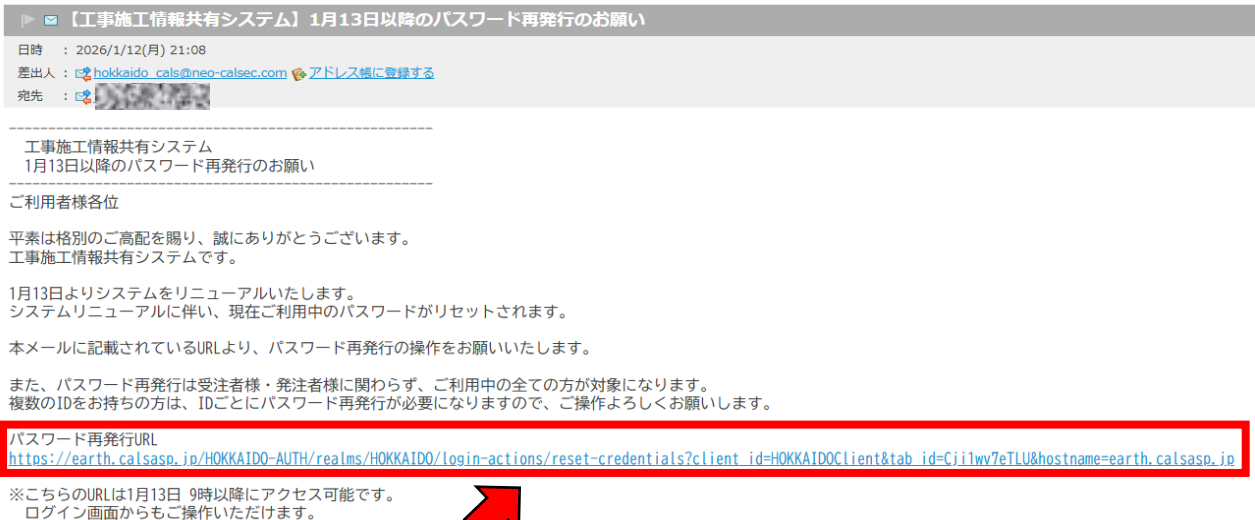 【工事施工情報共有システム】1月13日以降のパスワード再発行のお願い
日時 : 2026/1/12(月) 21:08
差出人 : hokkaido_cals@neo-calsec.com アドレス帳に登録する
宛先 :
------------------------------------------------------
工事施工情報共有システム
1月13日以降のパスワード再発行のお願い
------------------------------------------------------
ご利用者様各位
平素は格別のご高配を賜り、誠にありがとうございます。
工事施工情報共有システムです。
1月13日よりシステムをリニューアルいたします。
システムリニューアルに伴い、現在ご利用中のパスワードがリセットされます。
本メールに記載されているURLより、パスワード再発行の操作をお願いいたします。
また、パスワード再発行は受注者様・発注者様に関わらず、ご利用中の全ての方が対象になります。
複数のIDをお持ちの方は、IDごとにパスワード再発行が必要になりますので、ご操作よろしくお願いします。
パスワード再発行URL
https://earth.calsasp.jp/HOKKAIDO-AUTH/realms/HOKKAIDO/login-actions/reset-credentials?client_id=HOKKAIDOClient&tab_id=Cji1wv7eTLU&hostname=earth.calsasp.jp
※こちらのURLは1月13日 9時以降にアクセス可能です。
ログイン画面からもご操作いただけます。